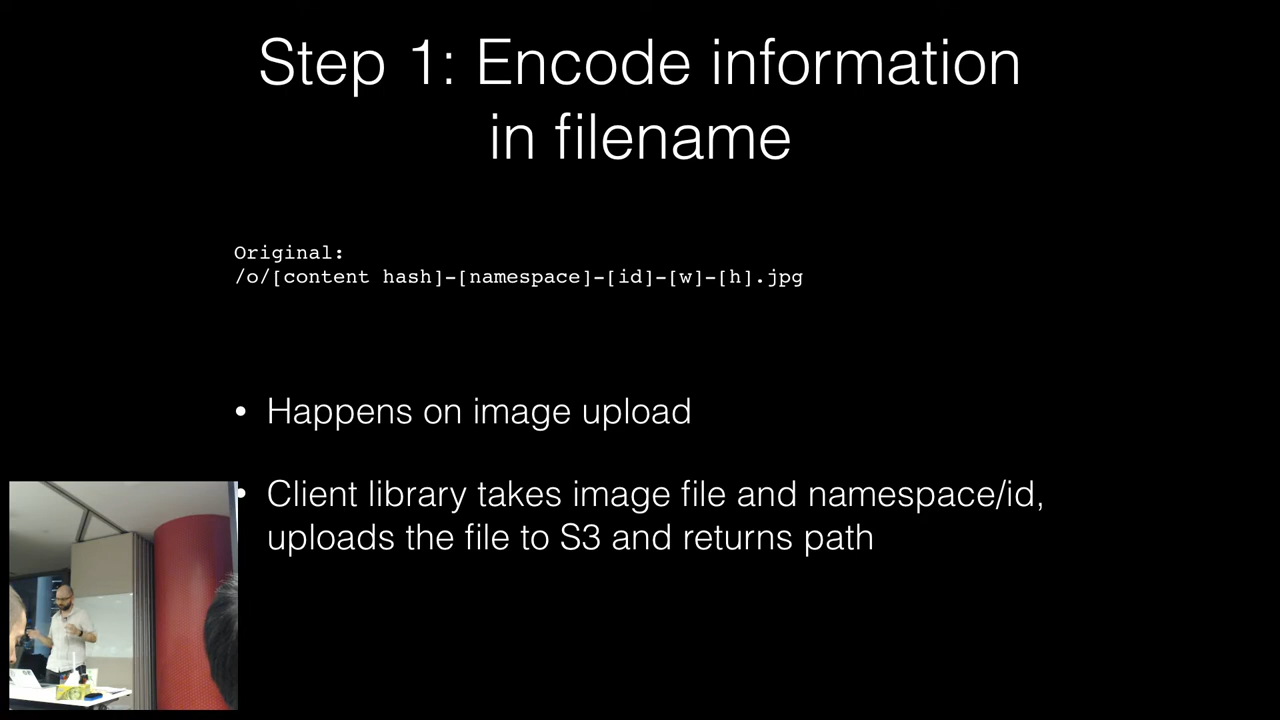 Step 1: Encode information
in filename
Original:
/o/[content hash]-[namespace]-[id]-[w]-[h].jpg
• Happens on image upload
• Client library takes image file and namespace/id,
uploads the file to S3 and returns path